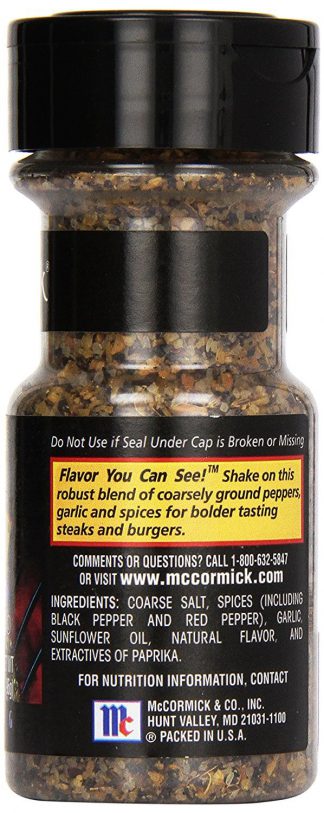 Do Not Use if Seal Under Cap is Broken or Missing
Flavor You Can See!™ Shake on this
robust blend of coarsely ground peppers,
garlic and spices for bolder tasting
steaks and burgers.
COMMENTS OR QUESTIONS? CALL 1-800-632-5847
OR VISIT www.mccormick.com
INGREDIENTS: COARSE SALT, SPICES (INCLUDING
BLACK PEPPER AND RED PEPPER), GARLIC,
SUNFLOWER OIL, NATURAL FLAVOR, AND
EXTRACTIVES OF PAPRIKA.
FOR NUTRITION INFORMATION, CONTACT
Mc
McCORMICK & CO., INC.
HUNT VALLEY, MD 21031-1100
® PACKED IN U.S.A.